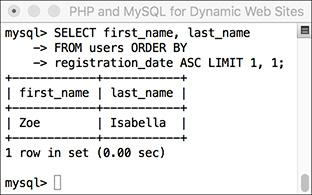 PHP and MySQL for Dynamic Web Sites
mysql> SELECT first_name, last_name
    -> FROM users ORDER BY
    -> registration_date ASC LIMIT 1, 1;
+------------+-----------+
| first_name | last_name |
+------------+-----------+
| Zoe        | Isabella  |
+------------+-----------+
1 row in set (0.00 sec)
mysql>